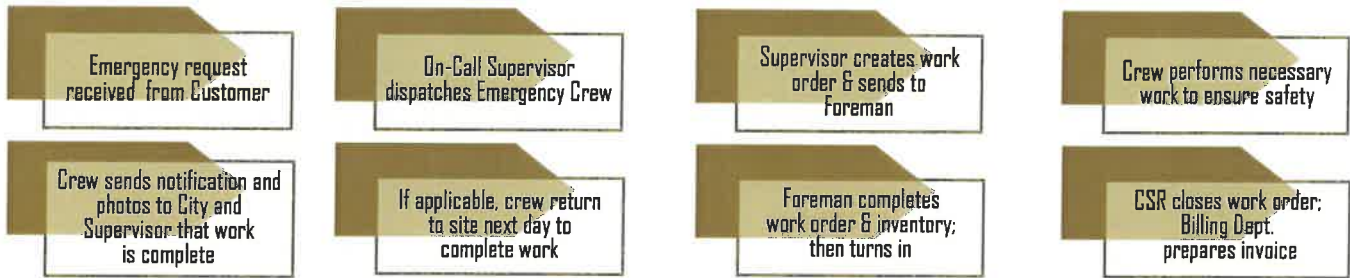 Emergency request
received from Customer
On-Call Supervisor
dispatches Emergency Crew
Supervisor creates work
order & sends to
Foreman
Crew performs necessary
work to ensure safety
Crew sends notification and
photos to City and
Supervisor that work
is complete
If applicable, crew return
to site next day to
complete work
Foreman completes
work order & inventory;
then turns in
CSR closes work order;
Billing Dept.
prepares invoice